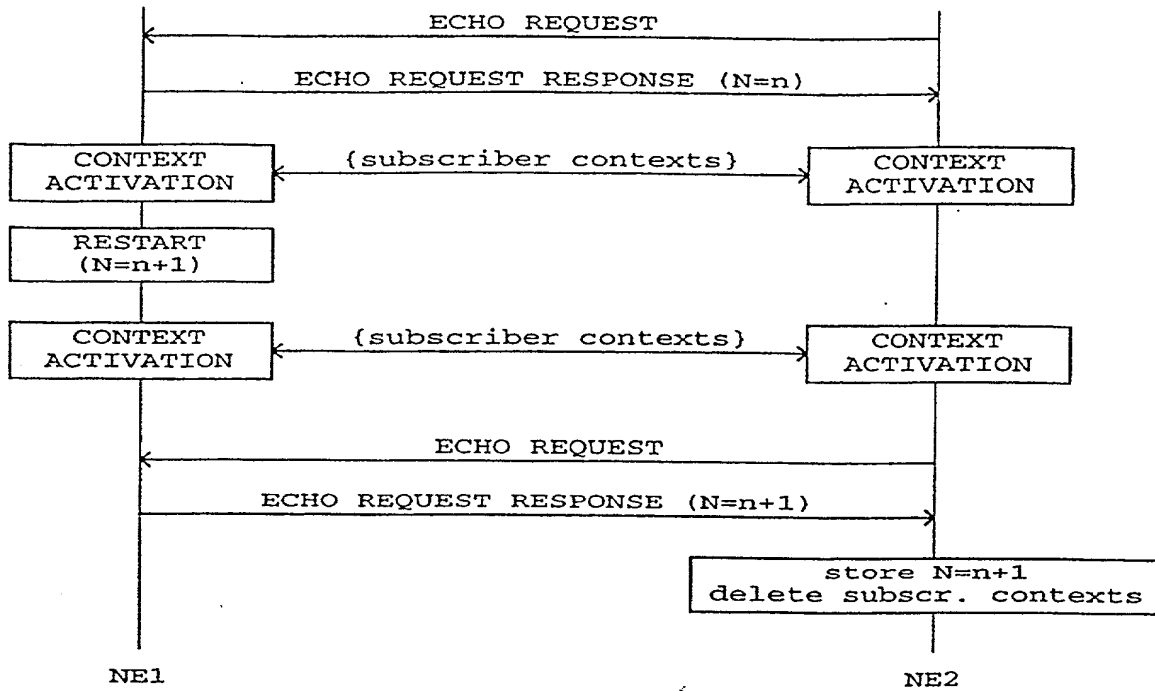 ECHO REQUEST
ECHO REQUEST RESPONSE (N=n)
CONTEXT
ACTIVATION
{subscriber contexts}
CONTEXT
ACTIVATION
RESTART
(N=n+1)
CONTEXT
ACTIVATION
{subscriber contexts}
CONTEXT
ACTIVATION
ECHO REQUEST
ECHO REQUEST RESPONSE (N=n+1)
store N=n+1
delete subscr. contexts
NE1
NE2